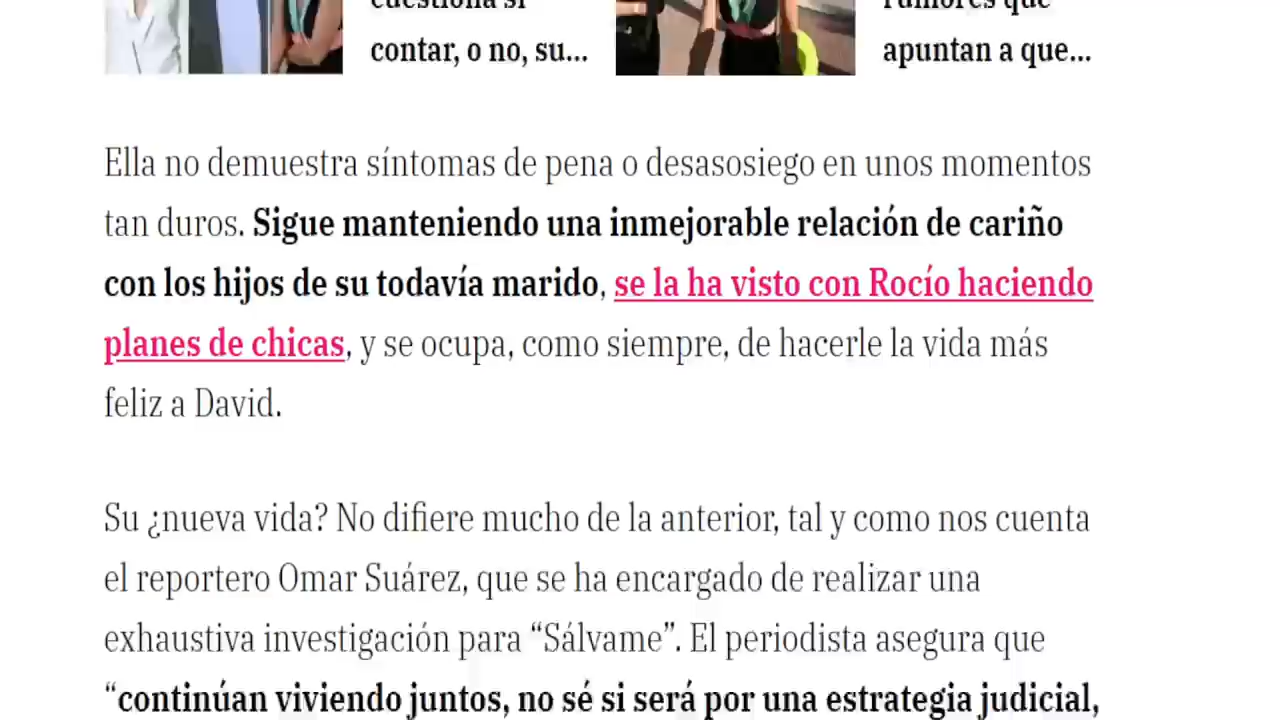 cuestiona si
contar, o no, su...
rumores que
apuntan a que...
Ella no demuestra síntomas de pena o desasosiego en unos momentos
tan duros. Sigue manteniendo una inmejorable relación de cariño
con los hijos de su todavía marido, se la ha visto con Rocío haciendo
planes de chicas, y se ocupa, como siempre, de hacerle la vida más
feliz a David.
Su ¿nueva vida? No difiere mucho de la anterior, tal y como nos cuenta
el reportero Omar Suárez, que se ha encargado de realizar una
exhaustiva investigación para “Sálvame”. El periodista asegura que
“continúan viviendo juntos, no sé si será por una estrategia judicial,